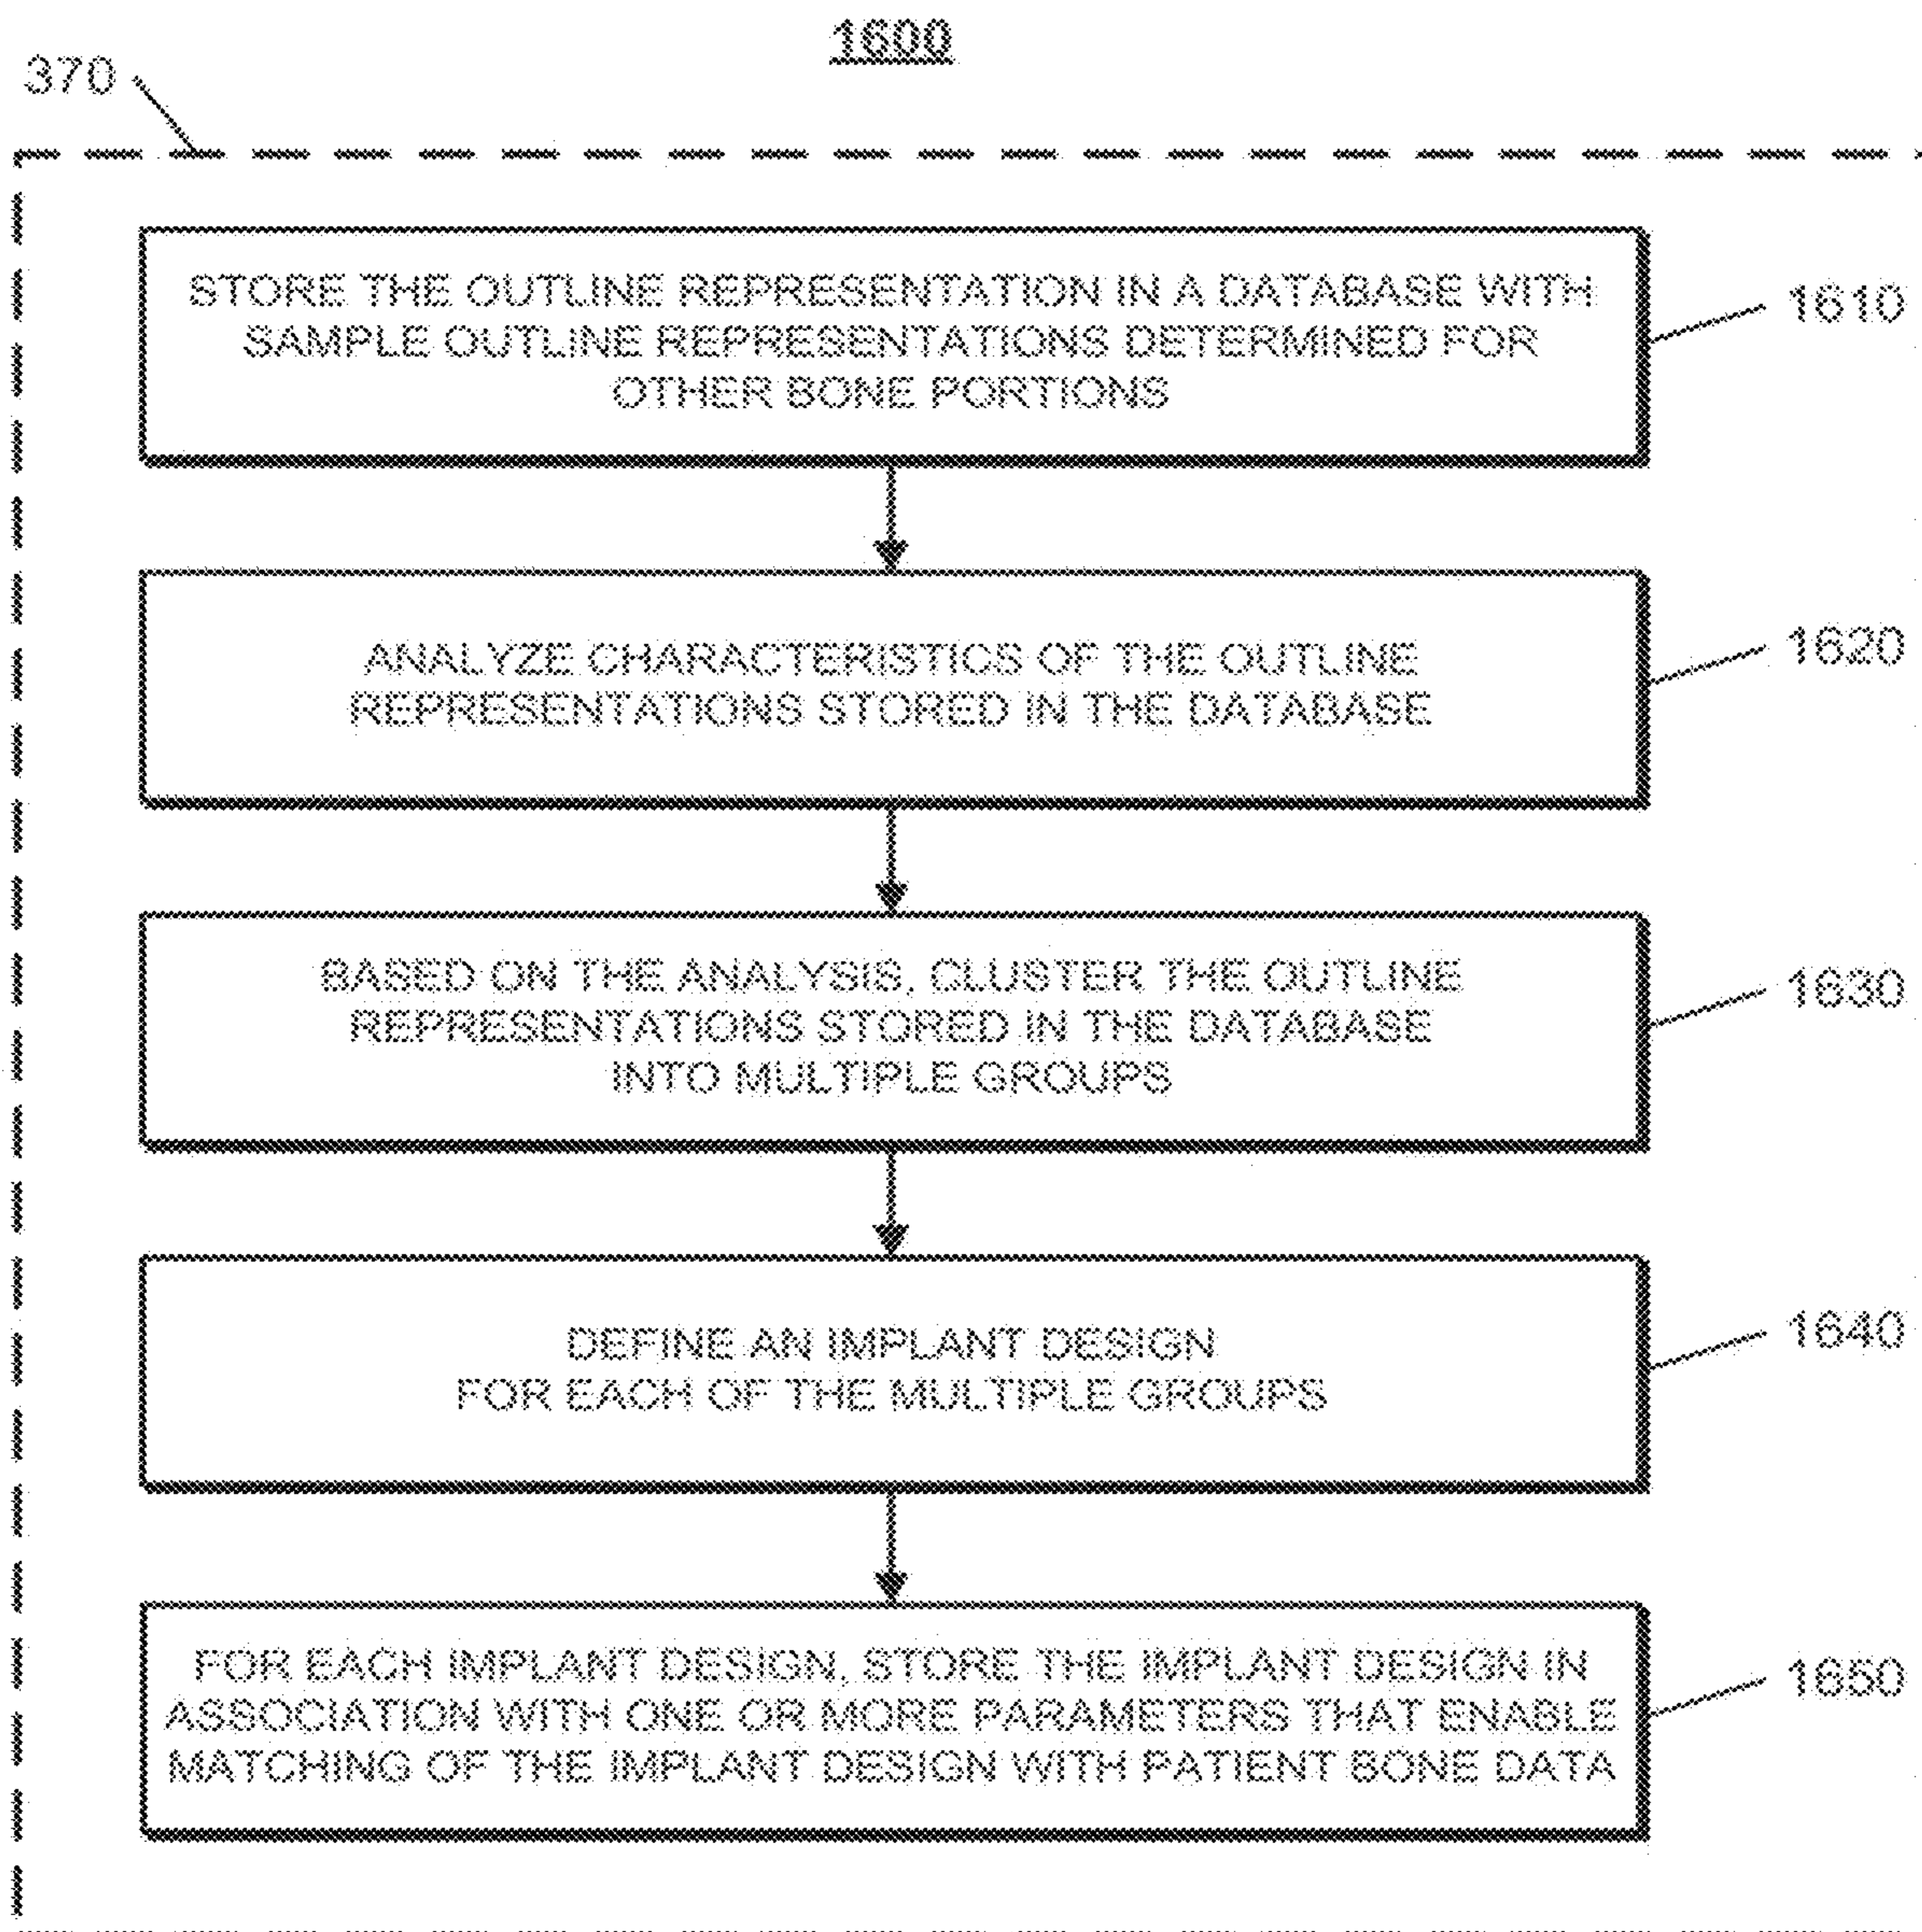 1600
370
STORE THE OUTLINE REPRESENTATION IN A DATABASE WITH
SAMPLE OUTLINE REPRESENTATIONS DETERMINED FOR
OTHER BONE PORTIONS
1610
ANALYZE CHARACTERISTICS OF THE OUTLINE
REPRESENTATIONS STORED IN THE DATABASE
1620
BASED ON THE ANALYSIS, CLUSTER THE OUTLINE
REPRESENTATIONS STORED IN THE DATABASE
INTO MULTIPLE GROUPS
1630
DEFINE AN IMPLANT DESIGN
FOR EACH OF THE MULTIPLE GROUPS
1640
FOR EACH IMPLANT DESIGN, STORE THE IMPLANT DESIGN IN
ASSOCIATION WITH ONE OR MORE PARAMETERS THAT ENABLE
MATCHING OF THE IMPLANT DESIGN WITH PATIENT BONE DATA
1650